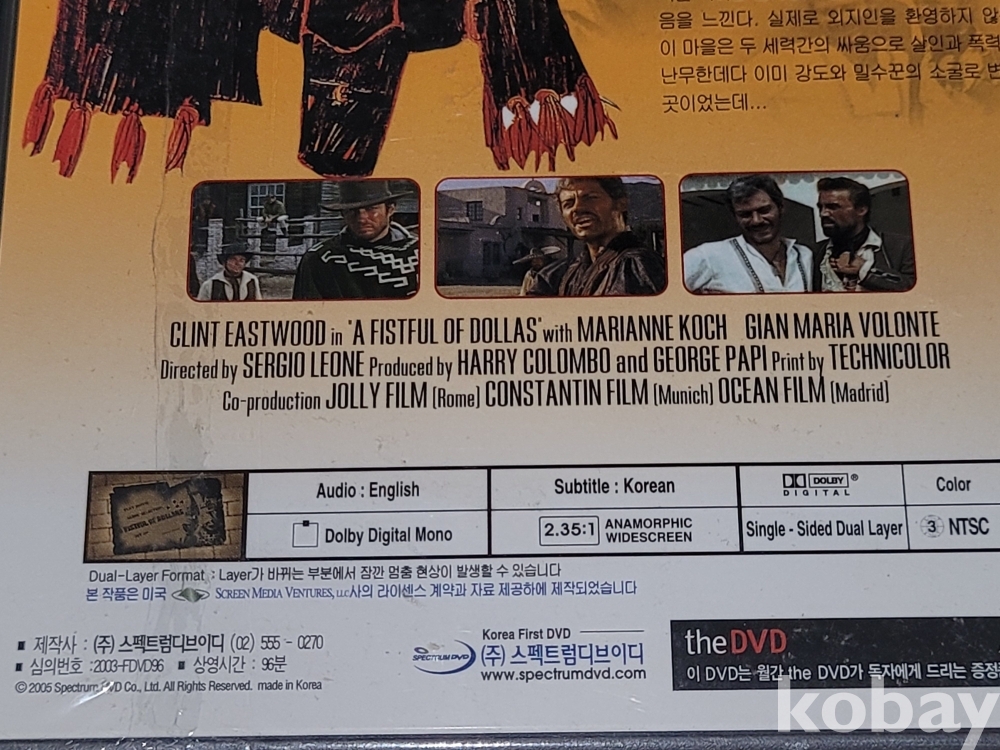 음을 느낀다. 실제로 외지인을 환영하지 않
이 마을은 두 세력간의 싸움으로 살인과 폭력
난무한데다 이미 강도와 밀수꾼의 소굴로 변
곳이었는데...
CLINT EASTWOOD in "A FISTFUL OF DOLLAS" with MARIANNE KOCH GIAN MARIA VOLONTE
Directed by SERGIO LEONE Produced by HARRY COLOMBO and GEORGE PAPI Print by TECHNICOLOR
Co-production JOLLY FILM (Rome) CONSTANTIN FILM (Munich) OCEAN FILM (Madrid)
FISTFUL OF DOLLARS
Audio : English
Subtitle : Korean
DOLBY ®
DIGITAL
Color
Dolby Digital Mono
2.35:1 ANAMORPHIC
WIDESCREEN
Single - Sided Dual Layer
3 NTSC
Dual-Layer Format : Layer가 바뀌는 부분에서 잠깐 멈춤 현상이 발생할 수 있습니다
본 작품은 미국 SCREEN MEDIA VENTURES, LLC사의 라이센스 계약과 자료 제공하에 제작되었습니다
■ 제작사 : (주) 스펙트럼디브이디 (02) 555 - 0270
■ 심의번호 : 2003-FDVD96 ■ 상영시간 : 96분
© 2005 Spectrum DVD Co., Ltd. All Rights Reserved. made in Korea
Korea First DVD
SPECTRUM DVD (주) 스펙트럼디브이디
www.spectrumdvd.com
theDVD
이 DVD는 월간 the DVD가 독자에게 드리는 증정
kobay